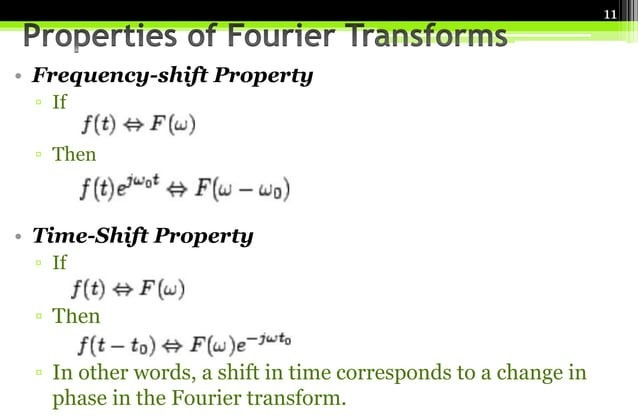 11
Properties of Fourier Transforms
• Frequency-shift Property
▫ If
f(t) ⇔ F(ω)
▫ Then
f(t)e^{jω₀t} ⇔ F(ω − ω₀)
• Time-Shift Property
▫ If
f(t) ⇔ F(ω)
▫ Then
f(t − t₀) ⇔ F(ω)e^{−jωt₀}
▫ In other words, a shift in time corresponds to a change in
phase in the Fourier transform.